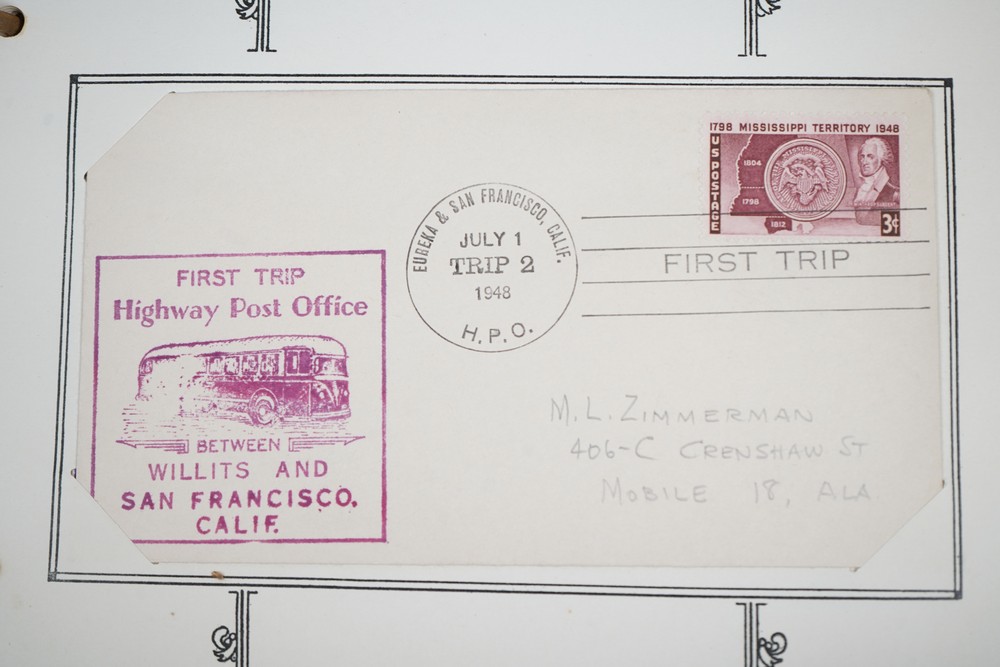 1798 MISSISSIPPI TERRITORY 1948
US POSTAGE
1804
1798
1812
3¢
EUREKA & SAN FRANCISCO, CALIF.
JULY 1
TRIP 2
1948
H.P.O.
FIRST TRIP
FIRST TRIP
Highway Post Office
BETWEEN
WILLITS AND
SAN FRANCISCO,
CALIF.
M.L. ZIMMERMAN
406-C CRENSHAW ST
MOBILE 18, ALA